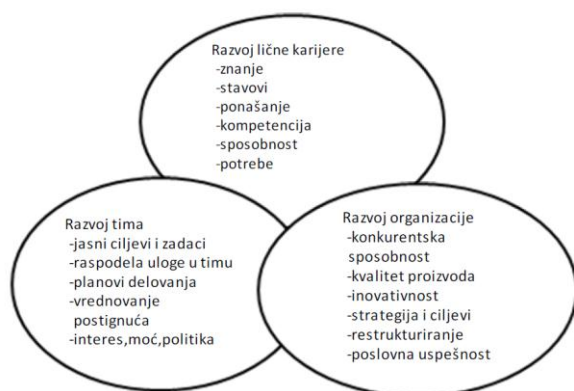 Razvoj lične karijere
-znanje
-stavovi
-ponašanje
-kompetencija
-sposobnost
-potrebe
Razvoj tima
-jasni ciljevi i zadaci
-raspodela uloge u timu
-planovi delovanja
-vrednovanje
postignuća
-interes,moć,politika
Razvoj organizacije
-konkurentska
sposobnost
-kvalitet proizvoda
-inovativnost
-strategija i ciljevi
-restrukturiranje
-poslovna uspešnost